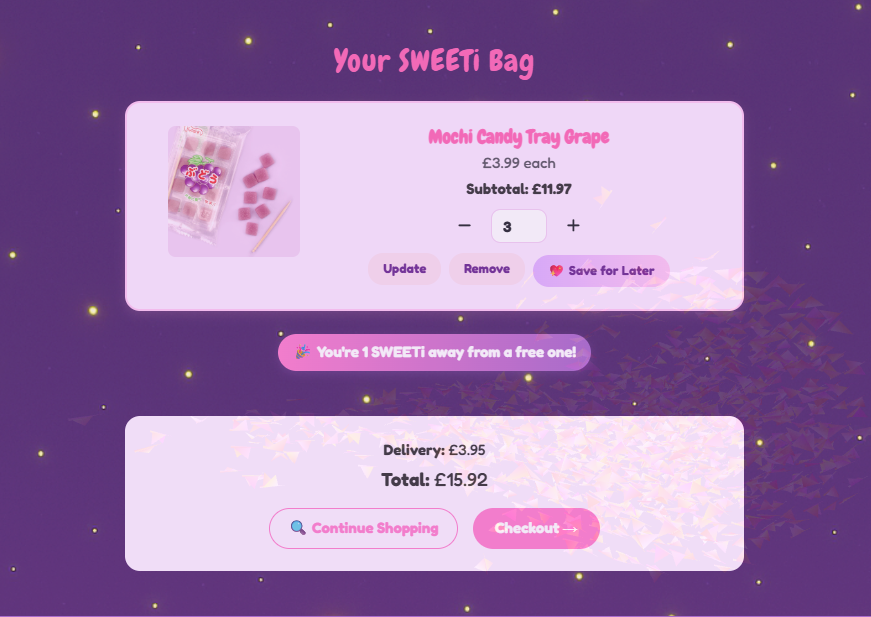 Your SWEETi Bag
ぶどう
Mochi Candy Tray Grape
£3.99 each
Subtotal: £11.97
− 3 +
Update Remove 💖 Save for Later
🎉 You're 1 SWEETi away from a free one!
Delivery: £3.95
Total: £15.92
🔍 Continue Shopping Checkout →